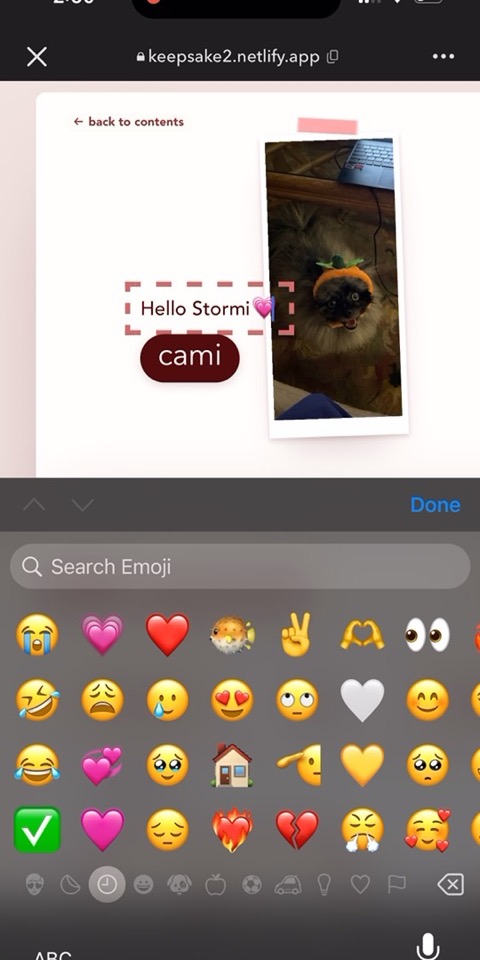 keepsake2.netlify.app
← back to contents
Hello Stormi 💗
cami
Done
Search Emoji